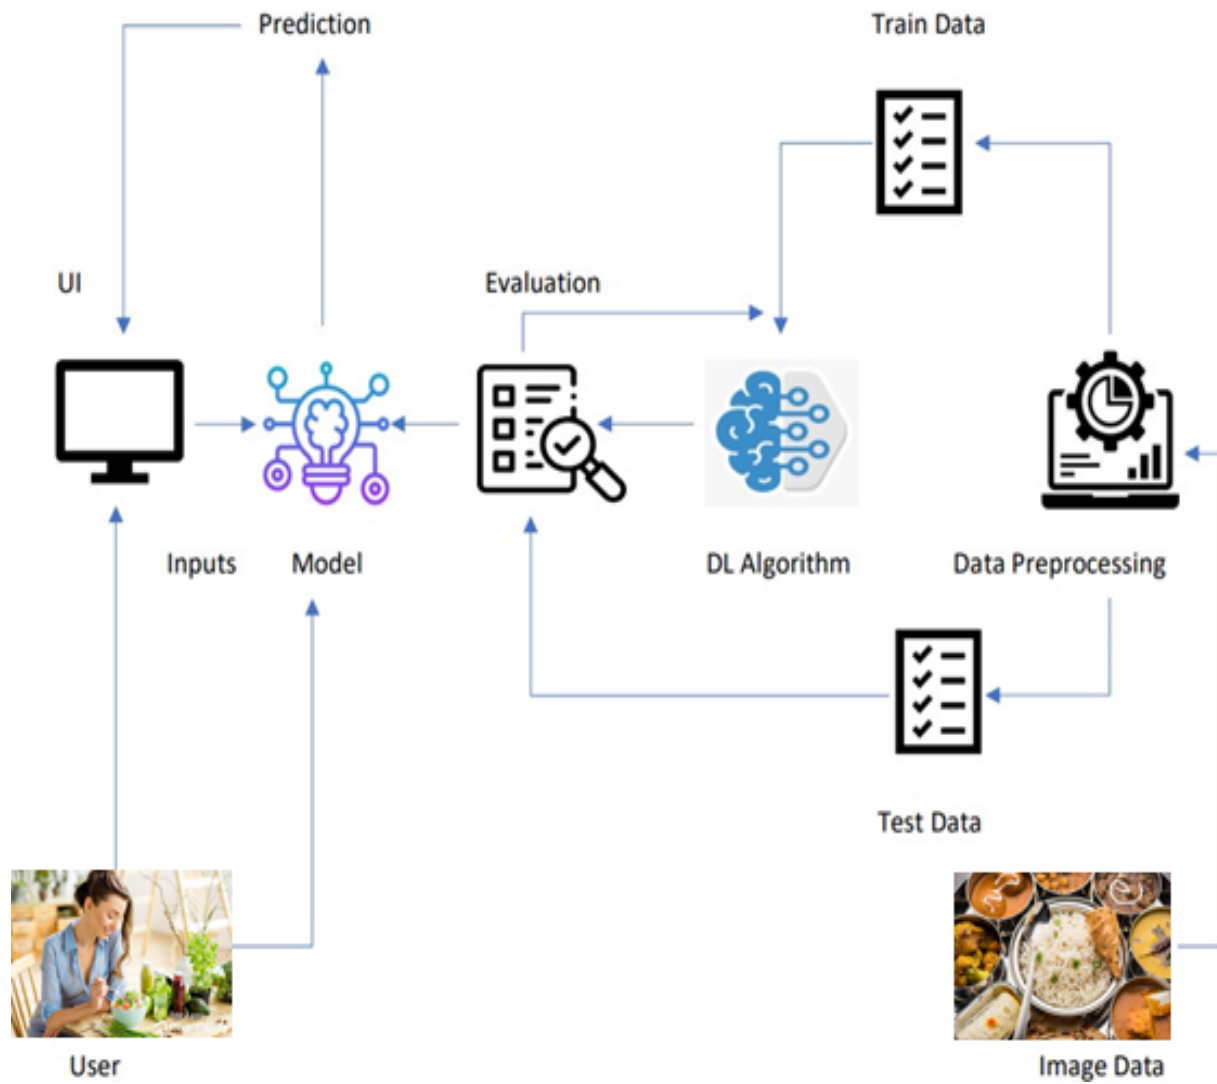 Prediction
Train Data
UI
Evaluation
Inputs
Model
DL Algorithm
Data Preprocessing
Test Data
User
Image Data